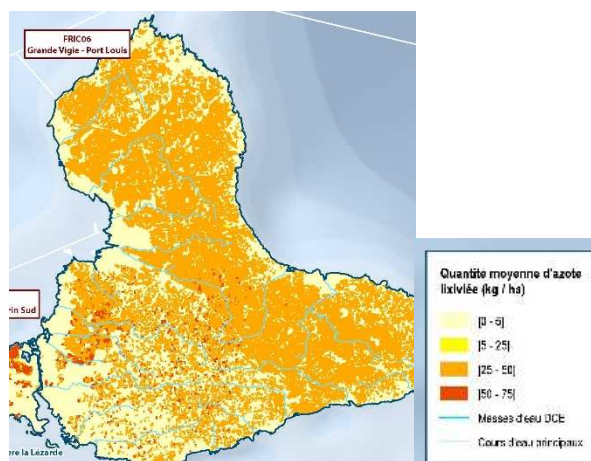 FRIC06
Grande Vigie - Port Louis
rin Sud
ère la Lézarde
Quantité moyenne d'azote
lixiviée (kg / ha)
[0 - 5]
]5 - 25]
]25 - 50]
]50 - 75]
Masses d'eau DCE
Cours d'eau principaux